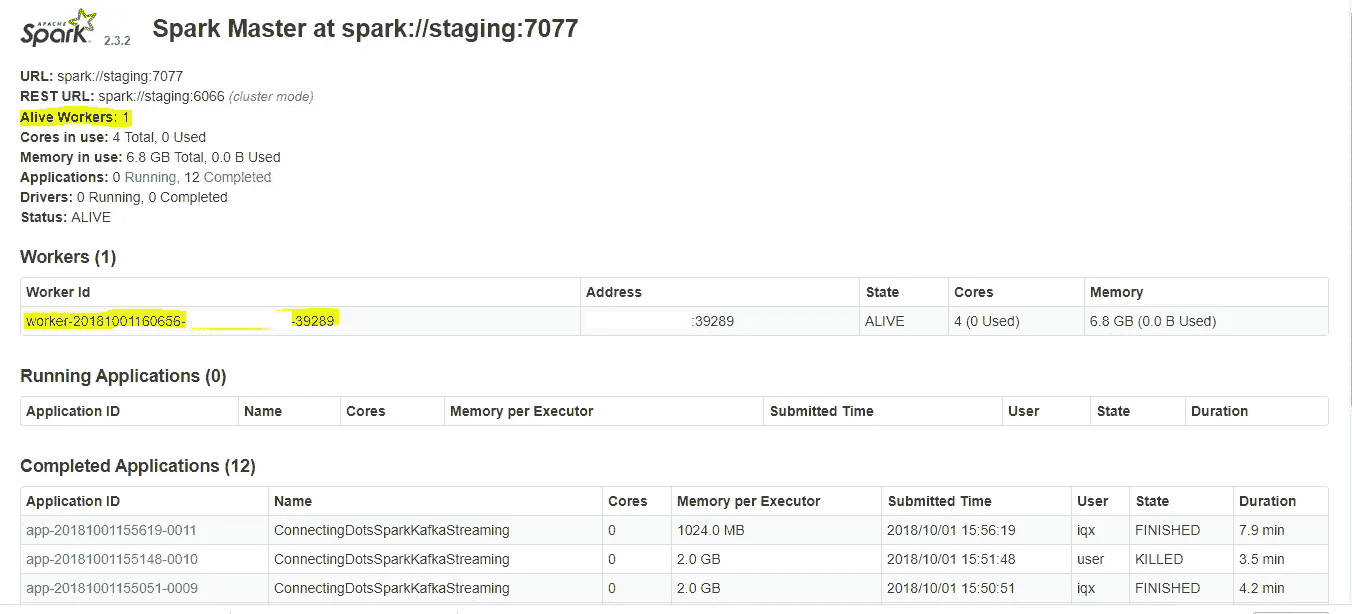 APACHE
Spark 2.3.2 Spark Master at spark://staging:7077
URL: spark://staging:7077
REST URL: spark://staging:6066 (cluster mode)
Alive Workers: 1
Cores in use: 4 Total, 0 Used
Memory in use: 6.8 GB Total, 0.0 B Used
Applications: 0 Running, 12 Completed
Drivers: 0 Running, 0 Completed
Status: ALIVE
Workers (1)
Worker Id Address State Cores Memory
worker-20181001160656- -39289 :39289 ALIVE 4 (0 Used) 6.8 GB (0.0 B Used)
Running Applications (0)
Application ID Name Cores Memory per Executor Submitted Time User State Duration
Completed Applications (12)
Application ID Name Cores Memory per Executor Submitted Time User State Duration
app-20181001155619-0011 ConnectingDotsSparkKafkaStreaming 0 1024.0 MB 2018/10/01 15:56:19 iqx FINISHED 7.9 min
app-20181001155148-0010 ConnectingDotsSparkKafkaStreaming 0 2.0 GB 2018/10/01 15:51:48 user KILLED 3.5 min
app-20181001155051-0009 ConnectingDotsSparkKafkaStreaming 0 2.0 GB 2018/10/01 15:50:51 iqx FINISHED 4.2 min